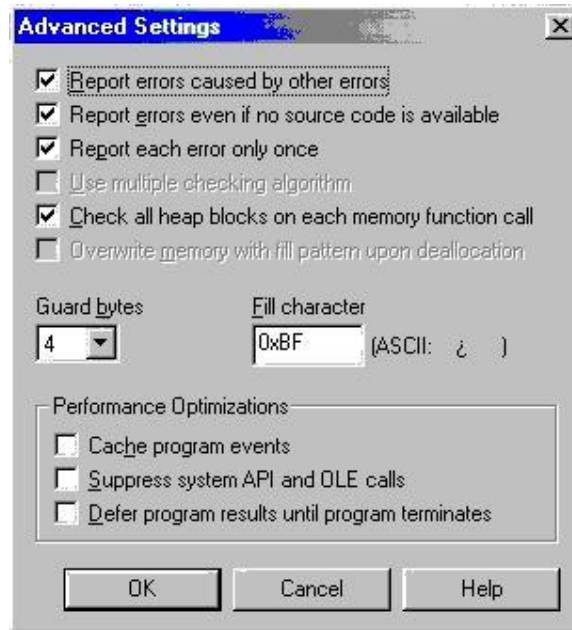 Advanced Settings
Report errors caused by other errors
Report errors even if no source code is available
Report each error only once
Use multiple checking algorithm
Check all heap blocks on each memory function call
Overwrite memory with fill pattern upon deallocation
Guard bytes Fill character
4 0xBF (ASCII: ¿ )
Performance Optimizations
Cache program events
Suppress system API and OLE calls
Defer program results until program terminates
OK Cancel Help